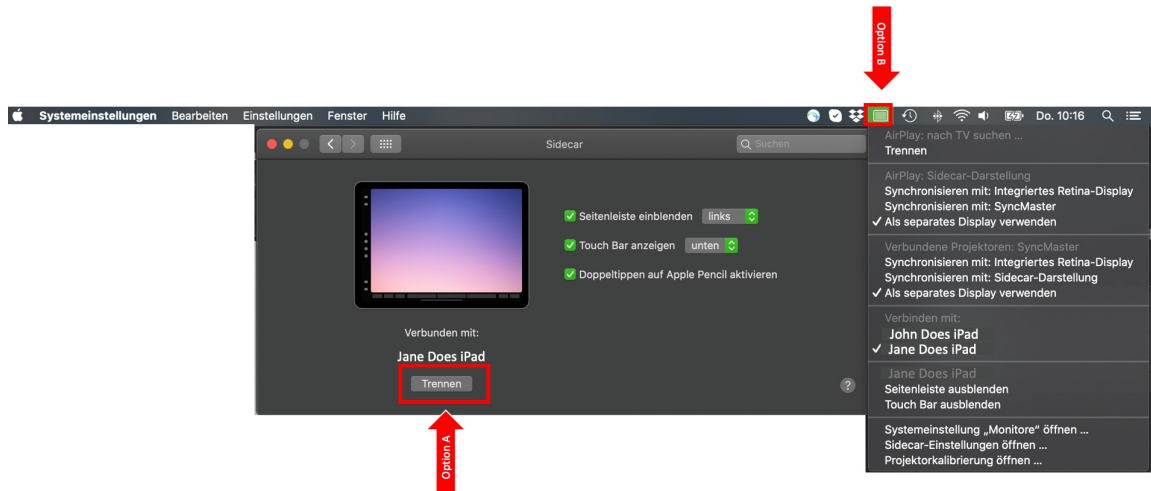 Option B
Systemeinstellungen Bearbeiten Einstellungen Fenster Hilfe
Do. 10:16
Sidecar
Suchen
Seitenleiste einblenden links
Touch Bar anzeigen unten
Doppeltippen auf Apple Pencil aktivieren
Verbunden mit:
Jane Does iPad
Trennen
?
Option A
AirPlay: nach TV suchen ...
Trennen
AirPlay: Sidecar-Darstellung
Synchronisieren mit: Integriertes Retina-Display
Synchronisieren mit: SyncMaster
✓ Als separates Display verwenden
Verbundene Projektoren: SyncMaster
Synchronisieren mit: Integriertes Retina-Display
Synchronisieren mit: Sidecar-Darstellung
✓ Als separates Display verwenden
Verbinden mit:
John Does iPad
✓ Jane Does iPad
Jane Does iPad
Seitenleiste ausblenden
Touch Bar ausblenden
Systemeinstellung „Monitore“ öffnen ...
Sidecar-Einstellungen öffnen ...
Projektorkalibrierung öffnen ...